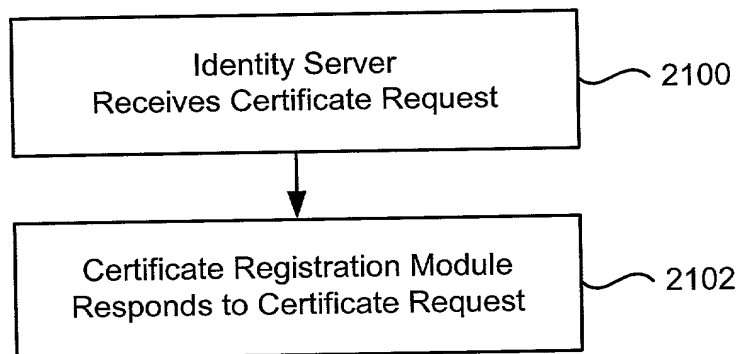 Identity Server
Receives Certificate Request
2100
Certificate Registration Module
Responds to Certificate Request
2102